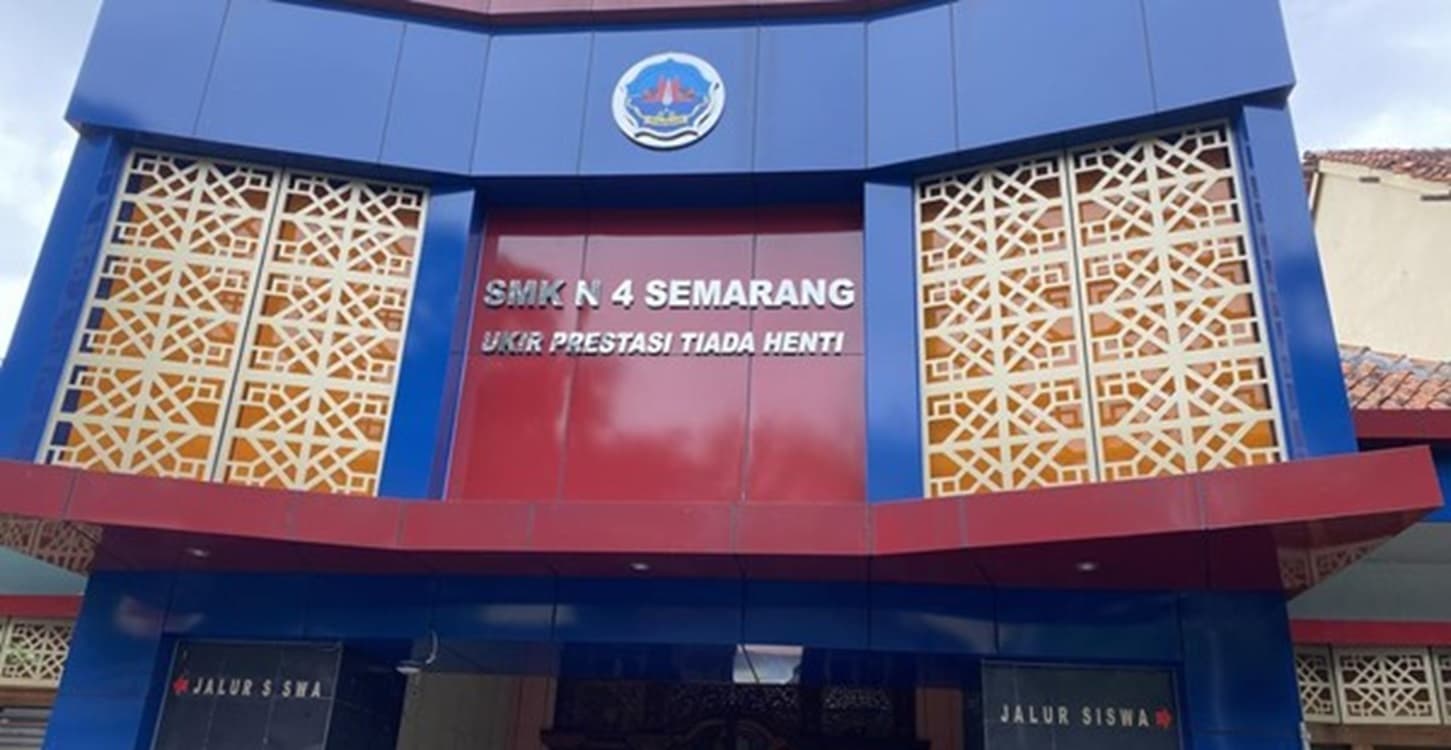 SMK N 4 SEMARANG
UKIR PRESTASI TIADA HENTI
JALUR S SWA
JALUR SISWA